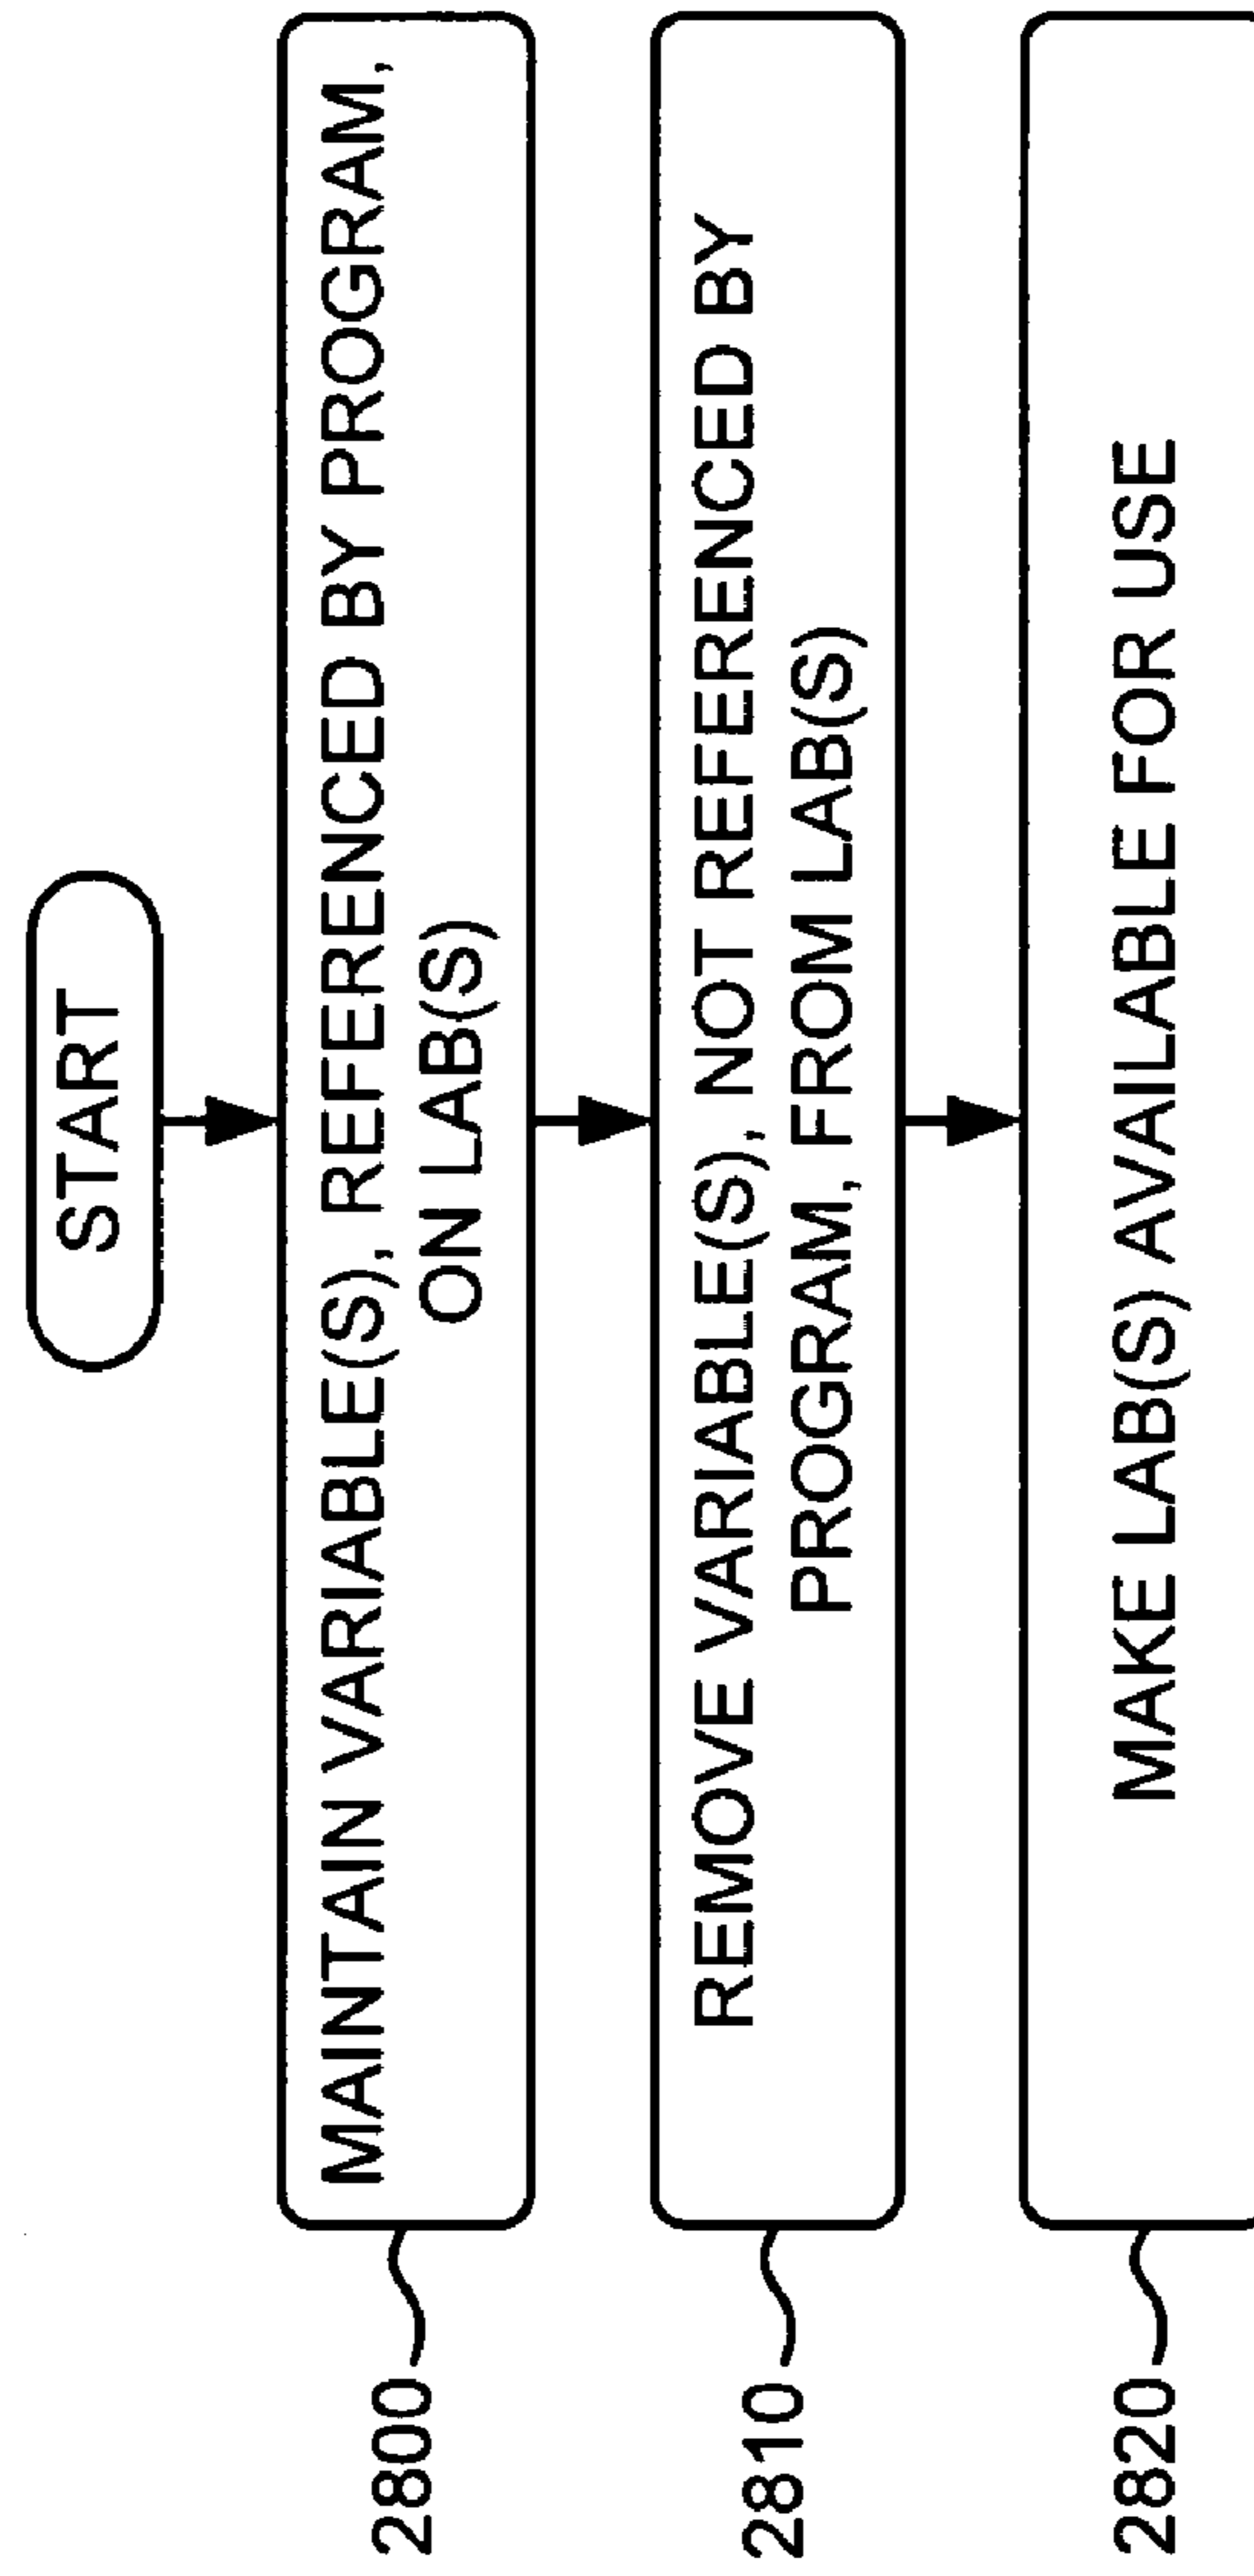 START
MAINTAIN VARIABLE(S), REFERENCED BY PROGRAM,
ON LAB(S)
2800
REMOVE VARIABLE(S), NOT REFERENCED BY
PROGRAM, FROM LAB(S)
2810
MAKE LAB(S) AVAILABLE FOR USE
2820